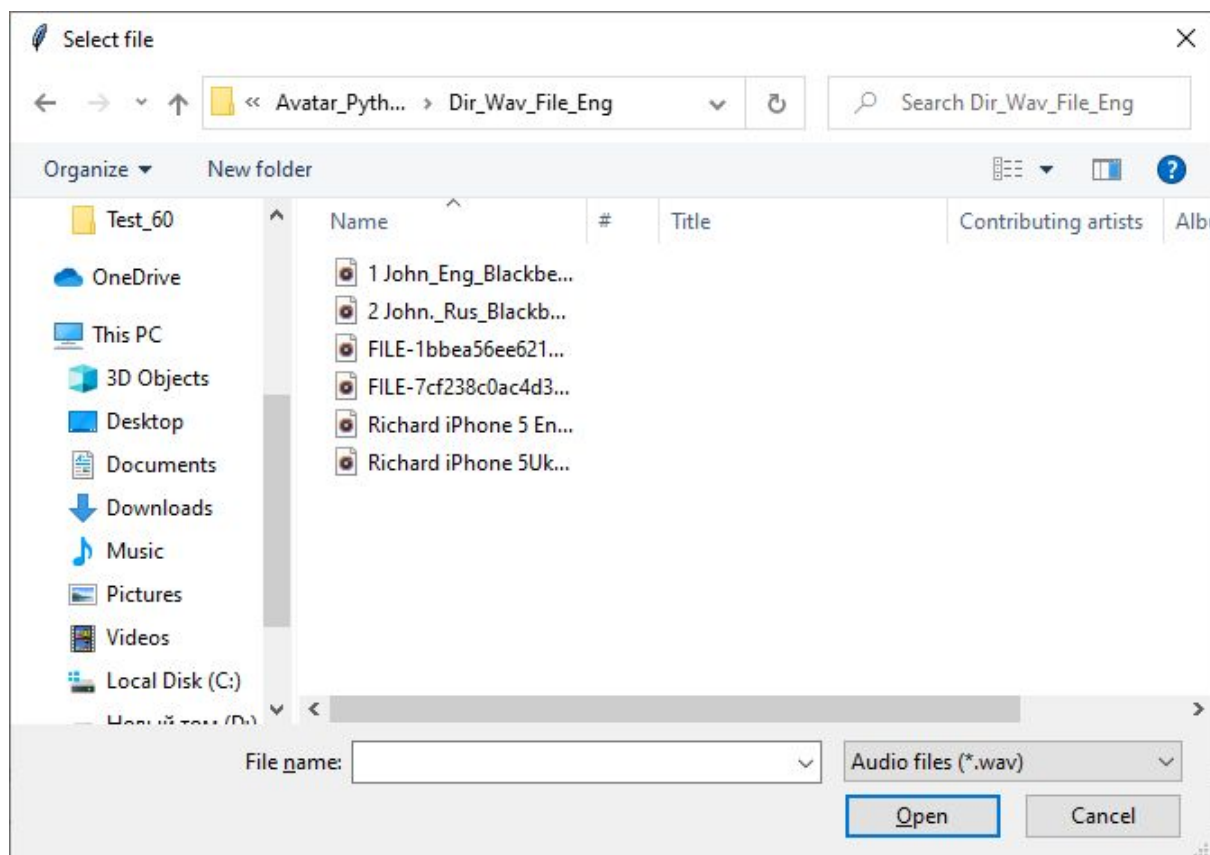 Select file
« Avatar_Pyth... › Dir_Wav_File_Eng
Search Dir_Wav_File_Eng
Organize
New folder
Test_60
OneDrive
This PC
3D Objects
Desktop
Documents
Downloads
Music
Pictures
Videos
Local Disk (C:)
Новый том (D:)
Name # Title Contributing artists Alb
1 John_Eng_Blackbe...
2 John._Rus_Blackb...
FILE-1bbea56ee621...
FILE-7cf238c0ac4d3...
Richard iPhone 5 En...
Richard iPhone 5Uk...
File name:
Audio files (*.wav)
Open
Cancel